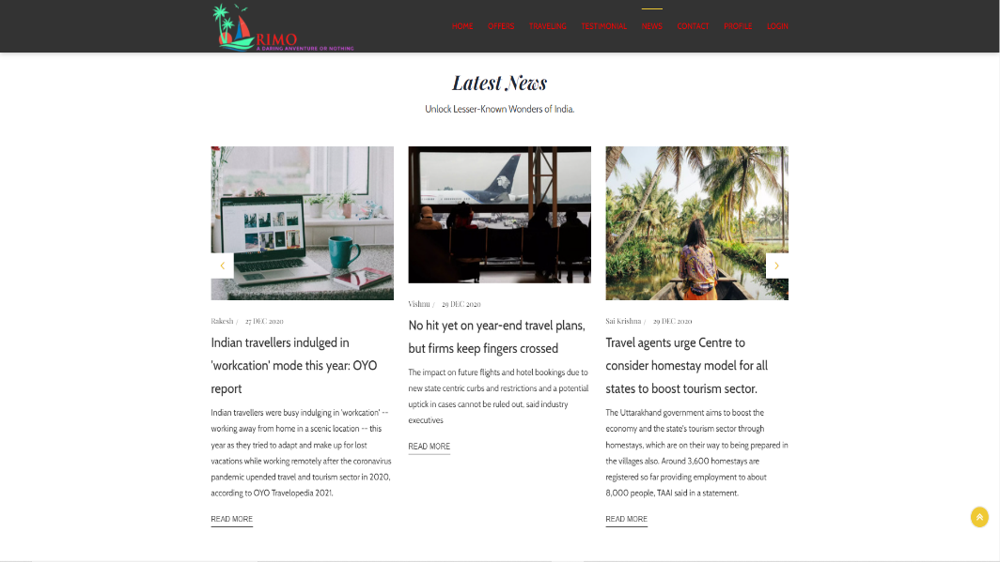 RIMO
A DARING ANVENTURE OR NOTHING
HOME OFFERS TRAVELING TESTIMONIAL NEWS CONTACT PROFILE LOGIN
Latest News
Unlock Lesser-Known Wonders of India.
Rakesh / 27 DEC 2020
Indian travellers indulged in
'workcation' mode this year: OYO
report
Indian travellers were busy indulging in 'workcation' --
working away from home in a scenic location -- this
year as they tried to adapt and make up for lost
vacations while working remotely after the coronavirus
pandemic upended travel and tourism sector in 2020,
according to OYO Travelopedia 2021.
READ MORE
Vishnu / 29 DEC 2020
No hit yet on year-end travel plans,
but firms keep fingers crossed
The impact on future flights and hotel bookings due to
new state centric curbs and restrictions and a potential
uptick in cases cannot be ruled out, said industry
executives
READ MORE
Sai Krishna / 29 DEC 2020
Travel agents urge Centre to
consider homestay model for all
states to boost tourism sector.
The Uttarakhand government aims to boost the
economy and the state's tourism sector through
homestays, which are on their way to being prepared in
the villages also. Around 3,600 homestays are
registered so far providing employment to about
8,000 people, TAAI said in a statement.
READ MORE